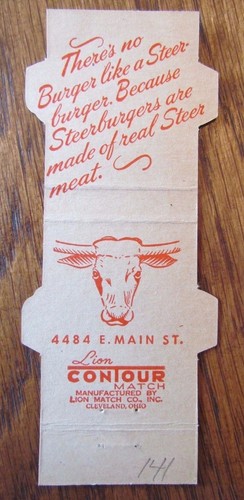 There's no
Burger like a Steer-
burger. Because
Steerburgers are
made of real Steer
meat.
4484 E. MAIN ST.
Lion
CONTOUR
MATCH
MANUFACTURED BY
LION MATCH CO., INC.
CLEVELAND, OHIO
141